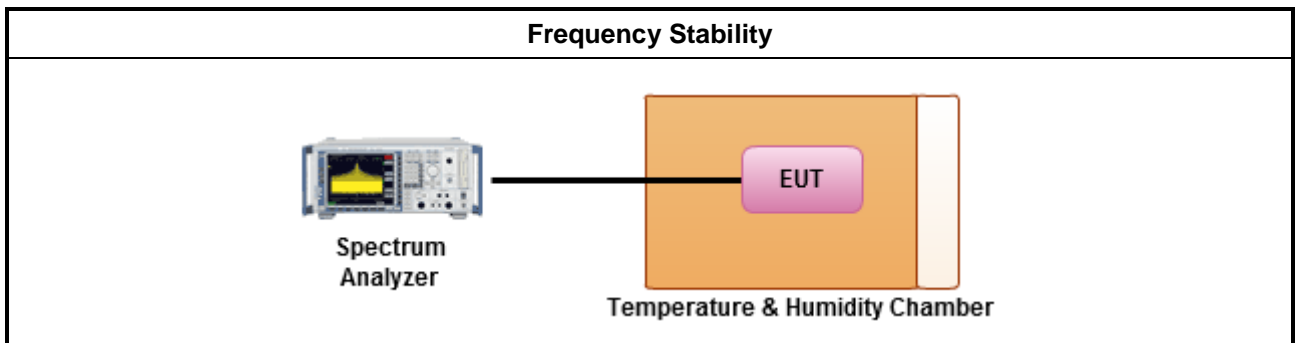 Frequency Stability
EUT
Spectrum
Analyzer
Temperature & Humidity Chamber